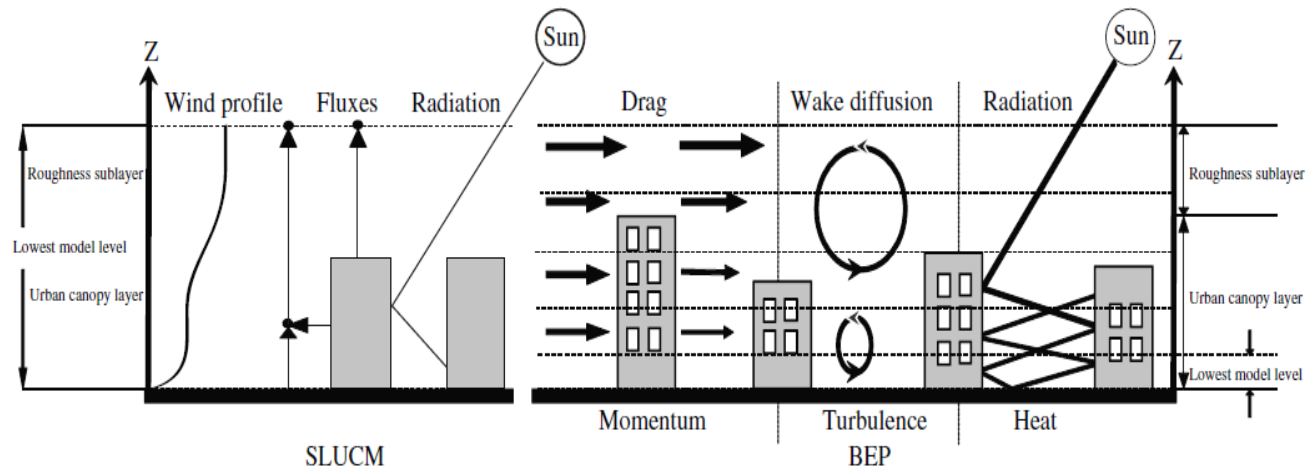 Sun
Z
Wind profile
Fluxes
Radiation
Roughness sublayer
Lowest model level
Urban canopy layer
SLUCM
Sun
Z
Drag
Wake diffusion
Radiation
Roughness sublayer
Urban canopy layer
Lowest model level
Momentum
Turbulence
Heat
BEP